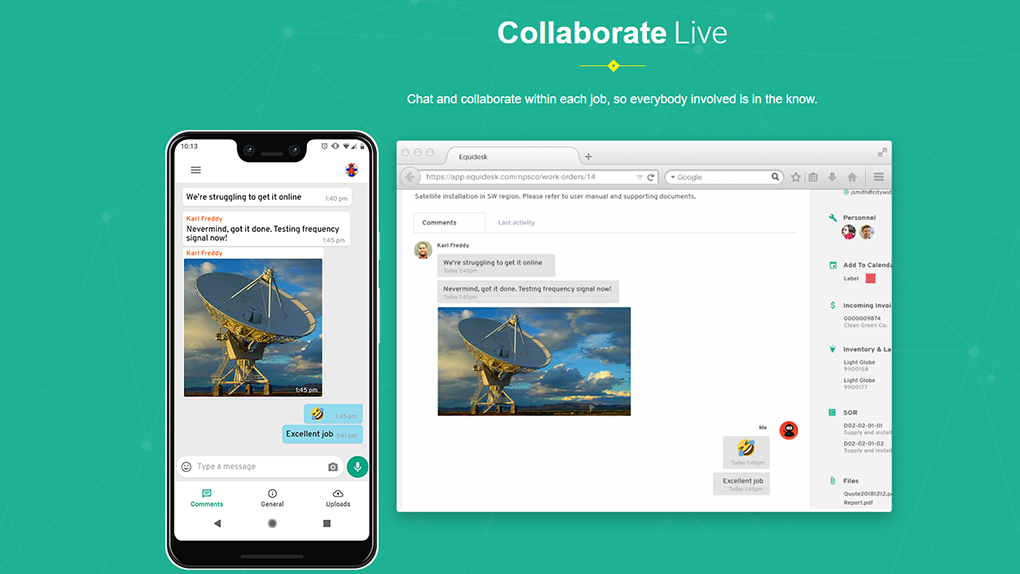 Collaborate Live
Chat and collaborate within each job, so everybody involved is in the know.
10:13
We're struggling to get it online
1:40 pm
Karl Freddy
Nevermind, got it done. Testing frequency
signal now!
1:45 pm
Karl Freddy
1:45 pm
1:45 pm
Excellent job
1:41 pm
Type a message
Comments
General
Uploads
Equidesk
https://app.equidesk.com/npsco/work-orders/14
Google
Satellite installation in SW region. Please refer to user manual and supporting documents.
Comments
Last activity
Karl Freddy
We're struggling to get it online
Today 1:40pm
Nevermind, got it done. Testing frequency signal now!
Today 1:45pm
Me
Today 1:45pm
Excellent job
Today 1:45pm
jsmith@citywid
Personnel
Add To Calenda
Label
Incoming Invoi
D000009874
Clean Green Co.
Inventory & La
Light Globe
9900158
Light Globe
9900177
SOR
D02-02-01-01
Supply and install
D02-02-01-02
Supply and install
Files
Quote20181212.p
Report.pdf